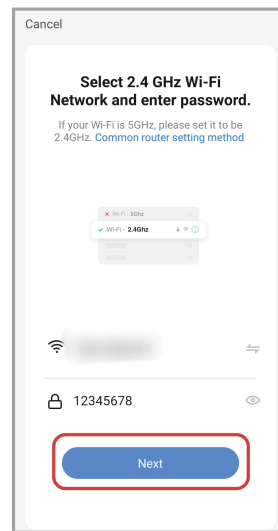 Cancel
Select 2.4 GHz Wi-Fi
Network and enter password.
If your Wi-Fi is 5GHz, please set it to be
2.4GHz. Common router setting method
Wi-Fi - 5Ghz
Wi-Fi - 2.4Ghz
12345678
Next